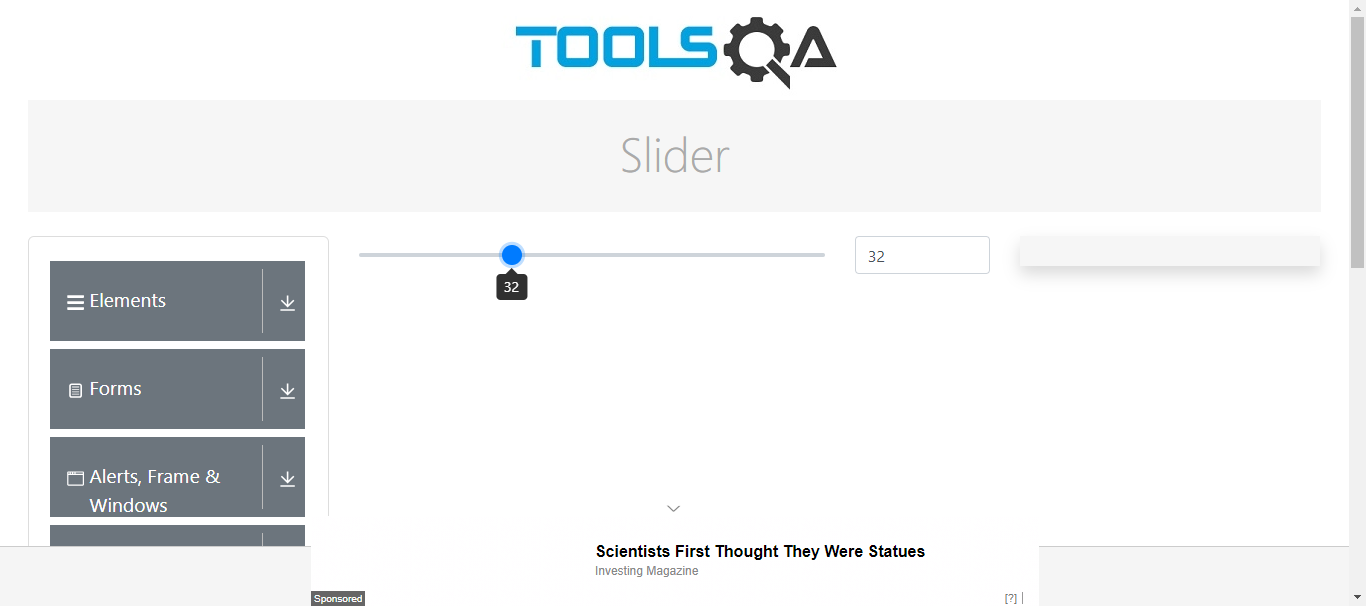 TOOLSQA
Slider
Elements
32
32
Forms
Alerts, Frame &
Windows
Scientists First Thought They Were Statues
Investing Magazine
Sponsored
[?]